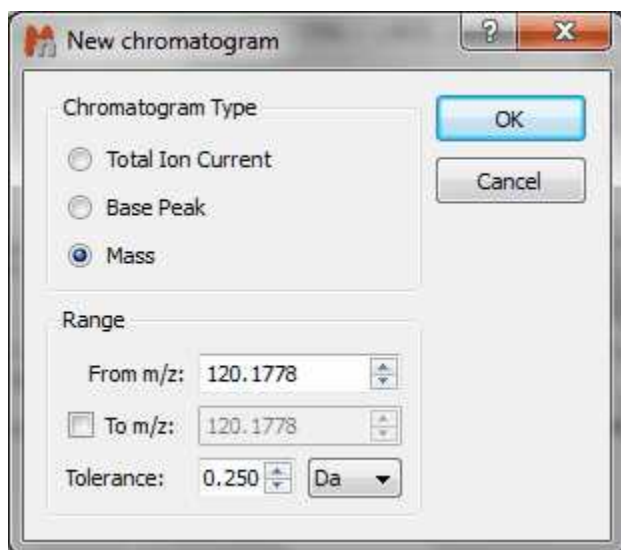 New chromatogram
?
Chromatogram Type
OK
Total Ion Current
Cancel
Base Peak
Mass
Range
From m/z: 120.1778
To m/z: 120.1778
Tolerance: 0.250 Da